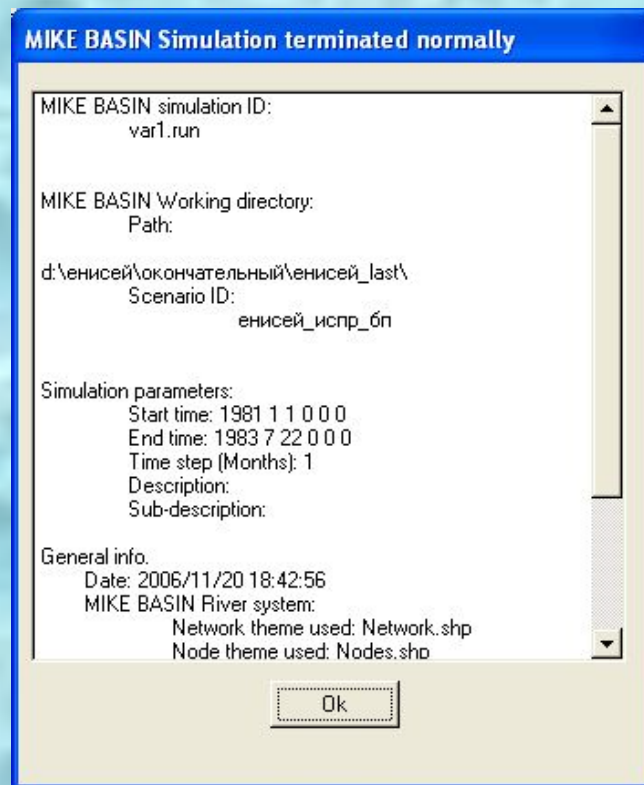 MIKE BASIN Simulation terminated normally
MIKE BASIN simulation ID:
var1.run
MIKE BASIN Working directory:
Path:
d:\енисей\окончательный\енисей_last\
Scenario ID:
енисей_испр_бп
Simulation parameters:
Start time: 1981 1 1 0 0 0
End time: 1983 7 22 0 0 0
Time step (Months): 1
Description:
Sub-description:
General info.
Date: 2006/11/20 18:42:56
MIKE BASIN River system:
Network theme used: Network.shp
Node theme used: Nodes.shp
Ok